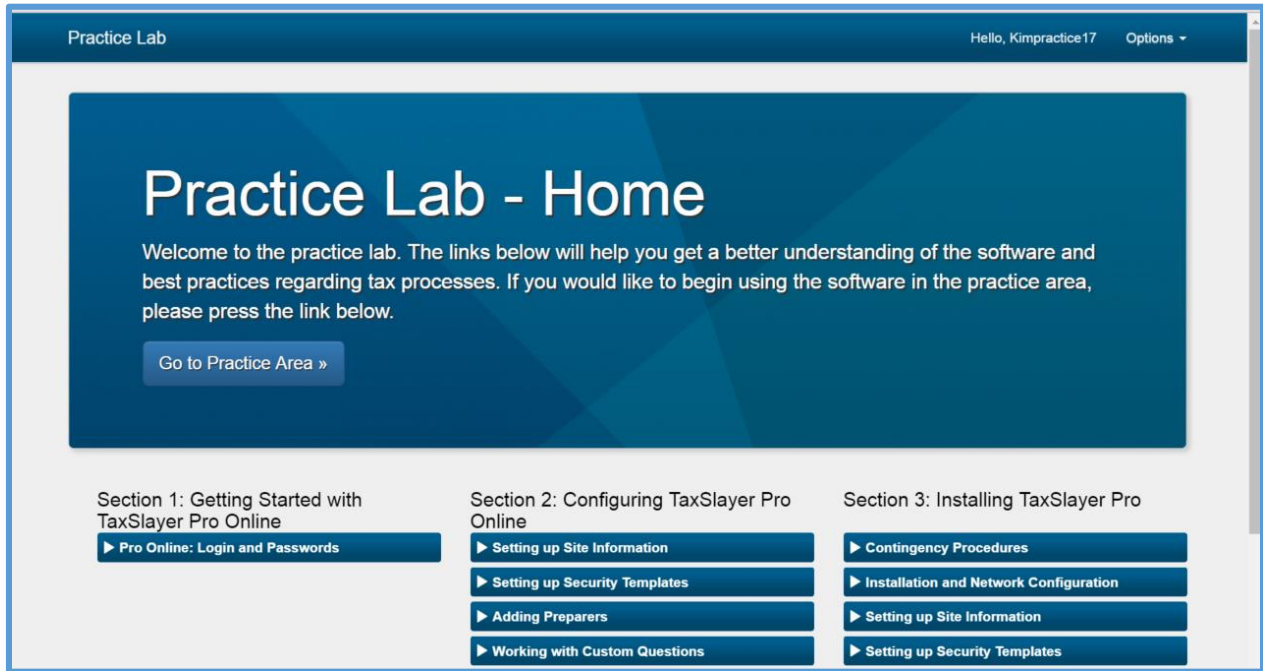 Practice Lab
Hello, Kimpractice17 Options
Practice Lab - Home
Welcome to the practice lab. The links below will help you get a better understanding of the software and
best practices regarding tax processes. If you would like to begin using the software in the practice area,
please press the link below.
Go to Practice Area »
Section 1: Getting Started with
TaxSlayer Pro Online
Pro Online: Login and Passwords
Section 2: Configuring TaxSlayer Pro
Online
Setting up Site Information
Setting up Security Templates
Adding Preparers
Working with Custom Questions
Section 3: Installing TaxSlayer Pro
Contingency Procedures
Installation and Network Configuration
Setting up Site Information
Setting up Security Templates